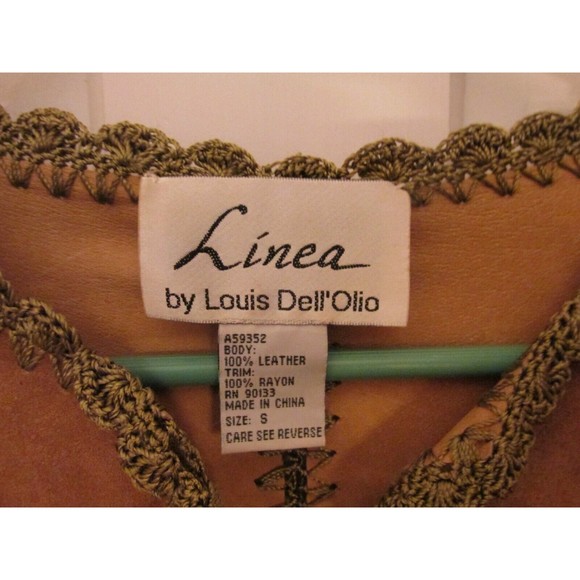 Linea
by Louis Dell'Olio
A59352
BODY:
100% LEATHER
TRIM:
100% RAYON
RN 90133
MADE IN CHINA
SIZE: S
CARE SEE REVERSE